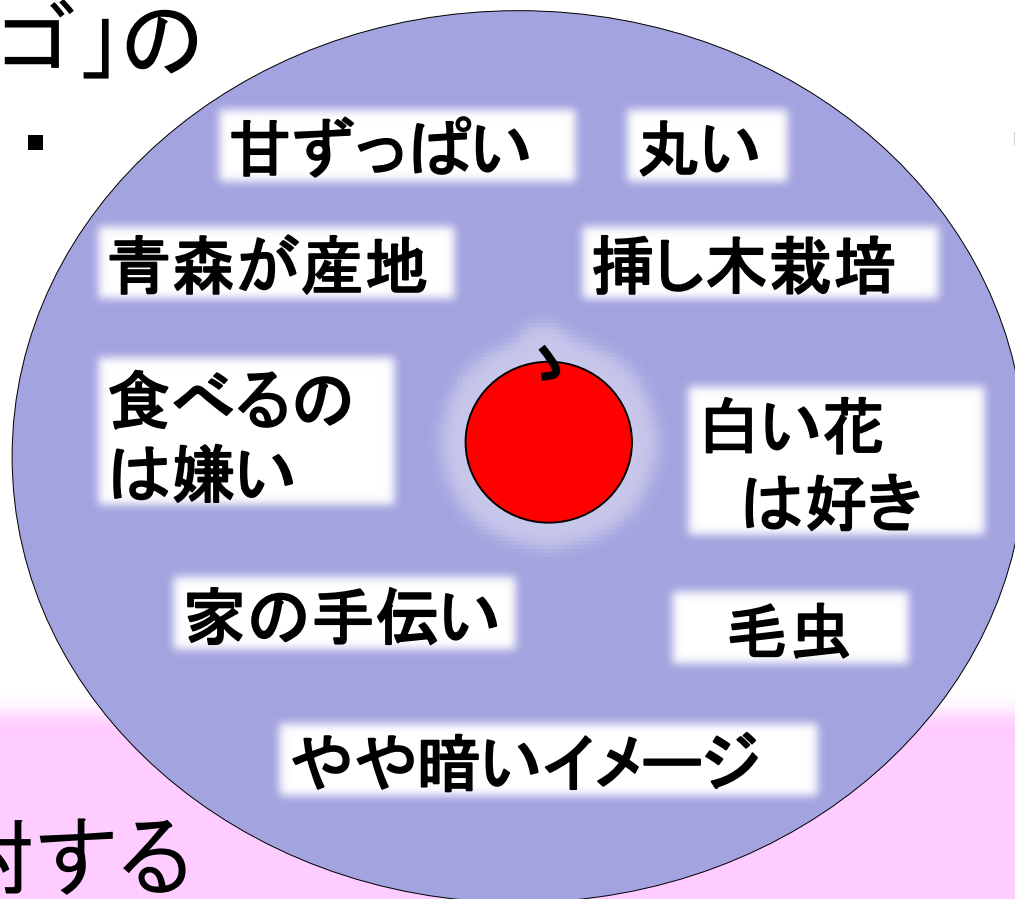 ゴ」の
甘ずっぱい
丸い
青森が産地
挿し木栽培
食べるの
は嫌い
白い花
は好き
家の手伝い
毛虫
やや暗いイメージ
対する